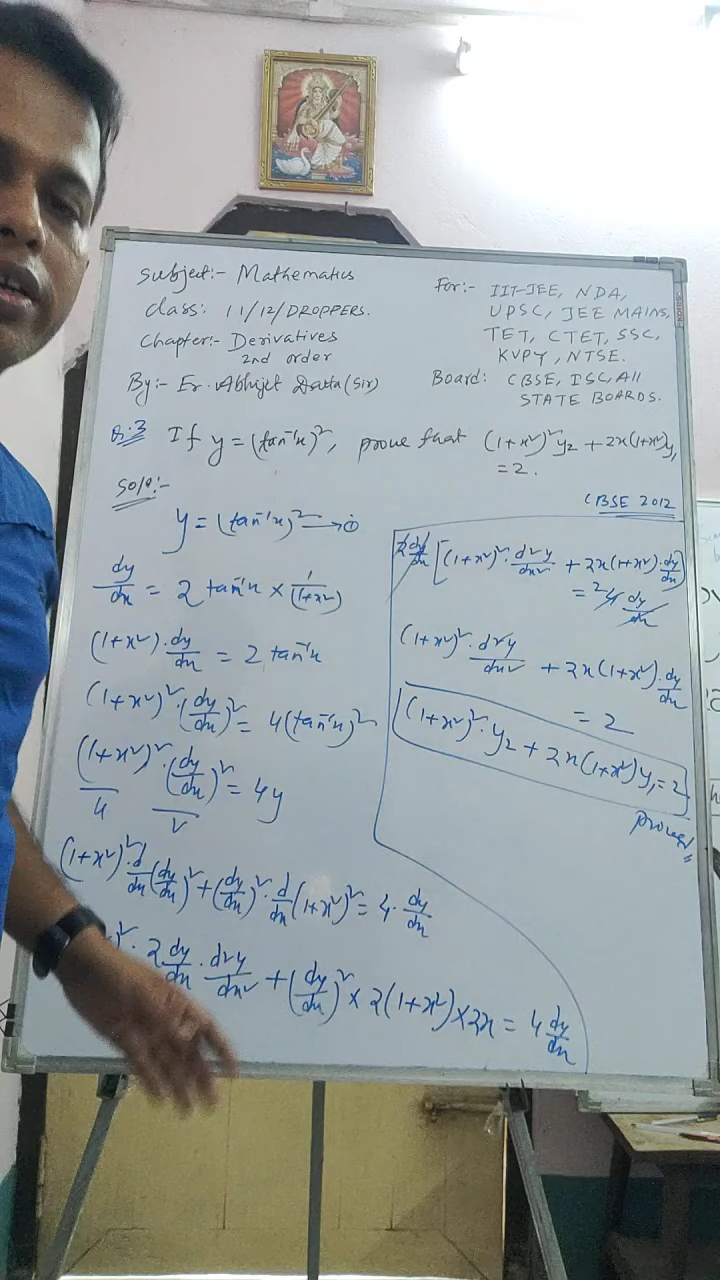 Subject:- Mathematics
Class: 11/12/DROPPERS.
Chapter:- Derivatives
2nd order
By:- Er. Abhijet Datta (Sir)
For:- IIT-JEE, NDA,
UPSC, JEE MAINS,
TET, CTET, SSC,
KVPY, NTSE.
Board: CBSE, ISC, All
STATE BOARDS.
Q:3 If y = (tan⁻¹x)², prove that (1+x²)²y₂ + 2x(1+x²)y₁
= 2.
CBSE 2012
Solⁿ:-
y = (tan⁻¹x)² → ①
dy/dx = 2 tan⁻¹x × 1/(1+x²)
(1+x²)·dy/dx = 2 tan⁻¹x
(1+x²)²·(dy/dx)² = 4(tan⁻¹x)²
(1+x²)²·(dy/dx)² = 4y
u v
(1+x²)²·d/dx(dy/dx)² + (dy/dx)²·d/dx(1+x²)² = 4·dy/dx
)²·2dy/dx·d²y/dx² + (dy/dx)² × 2(1+x²) × 2x = 4dy/dx
2dy/dx[(1+x²)²·d²y/dx² + 2x(1+x²)·dy/dx]
= ²4 dy/dx
(1+x²)²·d²y/dx² + 2x(1+x²)·dy/dx
= 2
(1+x²)²·y₂ + 2x(1+x²)y₁ = 2
proved